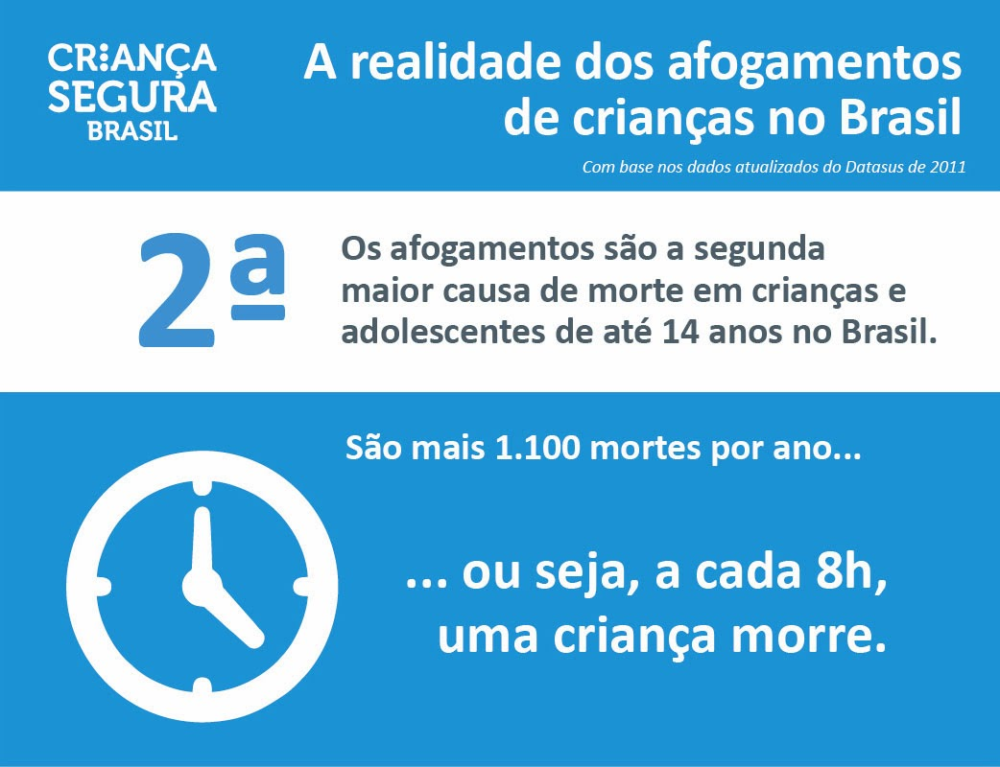 CRIANÇA
SEGURA
BRASIL
A realidade dos afogamentos
de crianças no Brasil
Com base nos dados atualizados do Datasus de 2011
2ª
Os afogamentos são a segunda
maior causa de morte em crianças e
adolescentes de até 14 anos no Brasil.
São mais 1.100 mortes por ano...
... ou seja, a cada 8h,
uma criança morre.